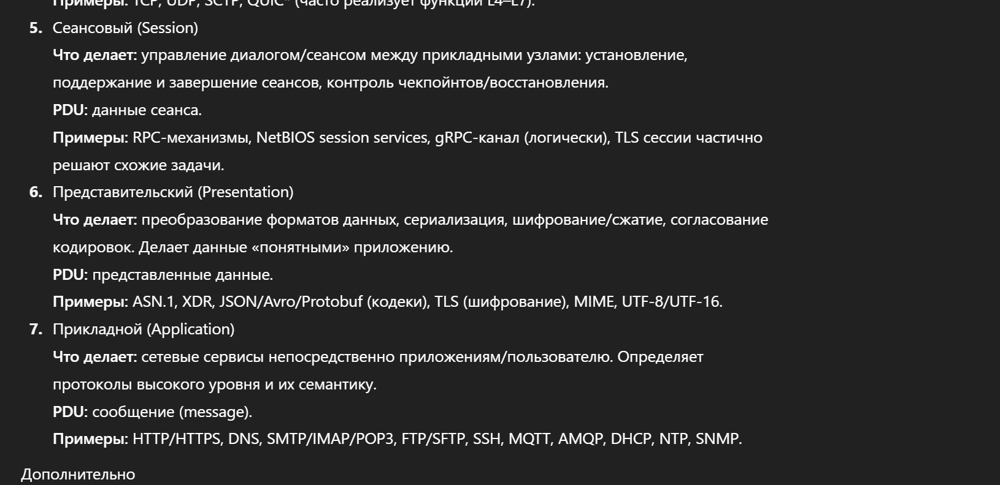 Примеры: TCP, UDP, SCTP, QUIC* (часто реализует функции L4–L7).
5. Сеансовый (Session)
Что делает: управление диалогом/сеансом между прикладными узлами: установление,
поддержание и завершение сеансов, контроль чекпойнтов/восстановления.
PDU: данные сеанса.
Примеры: RPC-механизмы, NetBIOS session services, gRPC-канал (логически), TLS сессии частично
решают схожие задачи.
6. Представительский (Presentation)
Что делает: преобразование форматов данных, сериализация, шифрование/сжатие, согласование
кодировок. Делает данные «понятными» приложению.
PDU: представленные данные.
Примеры: ASN.1, XDR, JSON/Avro/Protobuf (кодеки), TLS (шифрование), MIME, UTF-8/UTF-16.
7. Прикладной (Application)
Что делает: сетевые сервисы непосредственно приложениям/пользователю. Определяет
протоколы высокого уровня и их семантику.
PDU: сообщение (message).
Примеры: HTTP/HTTPS, DNS, SMTP/IMAP/POP3, FTP/SFTP, SSH, MQTT, AMQP, DHCP, NTP, SNMP.
Дополнительно